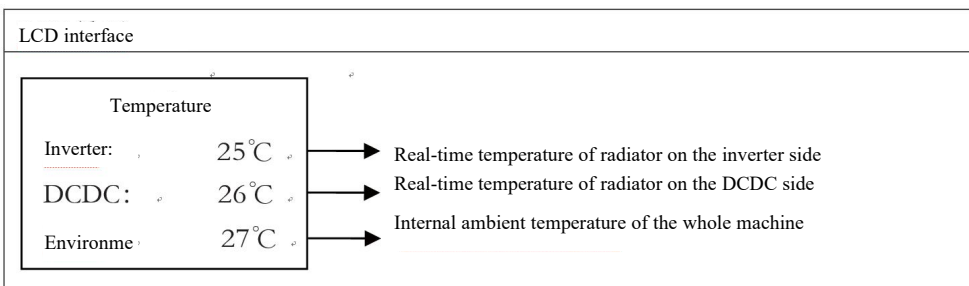 LCD interface
Temperature
Inverter: 25℃ Real-time temperature of radiator on the inverter side
DCDC: 26℃ Real-time temperature of radiator on the DCDC side
Environme 27℃ Internal ambient temperature of the whole machine